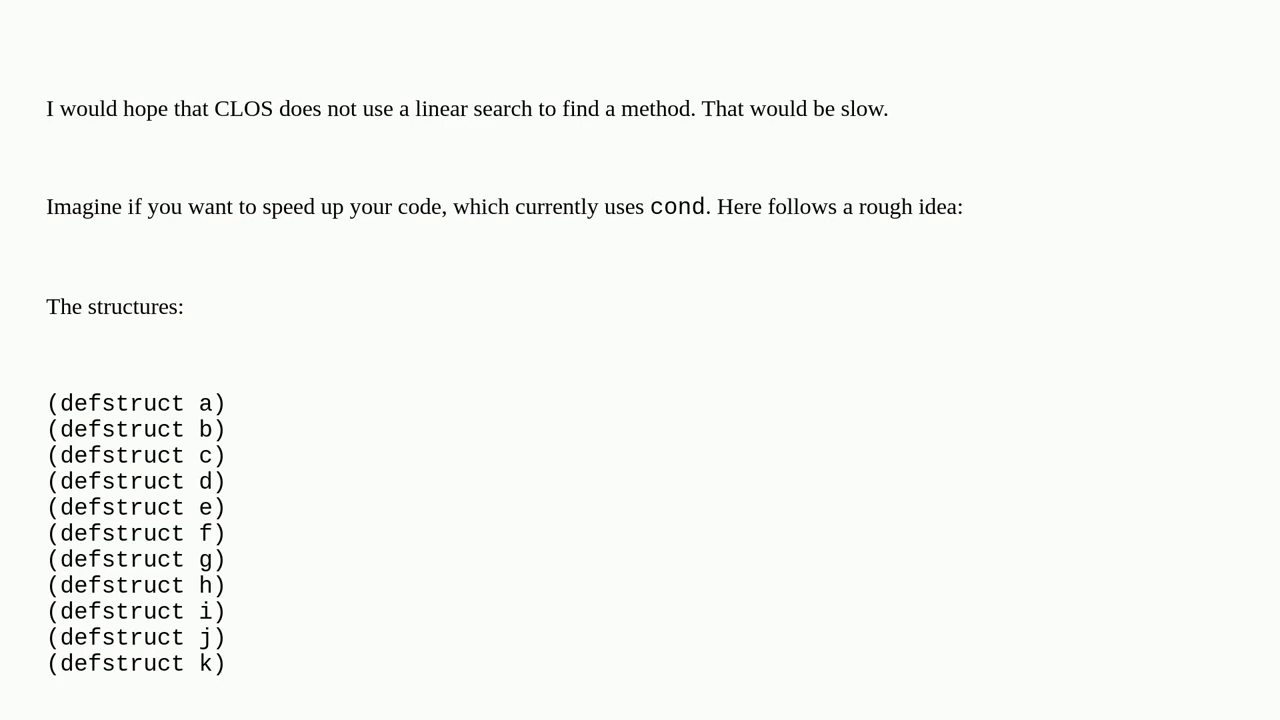 I would hope that CLOS does not use a linear search to find a method. That would be slow.
Imagine if you want to speed up your code, which currently uses cond. Here follows a rough idea:
The structures:
(defstruct a)
(defstruct b)
(defstruct c)
(defstruct d)
(defstruct e)
(defstruct f)
(defstruct g)
(defstruct h)
(defstruct i)
(defstruct j)
(defstruct k)